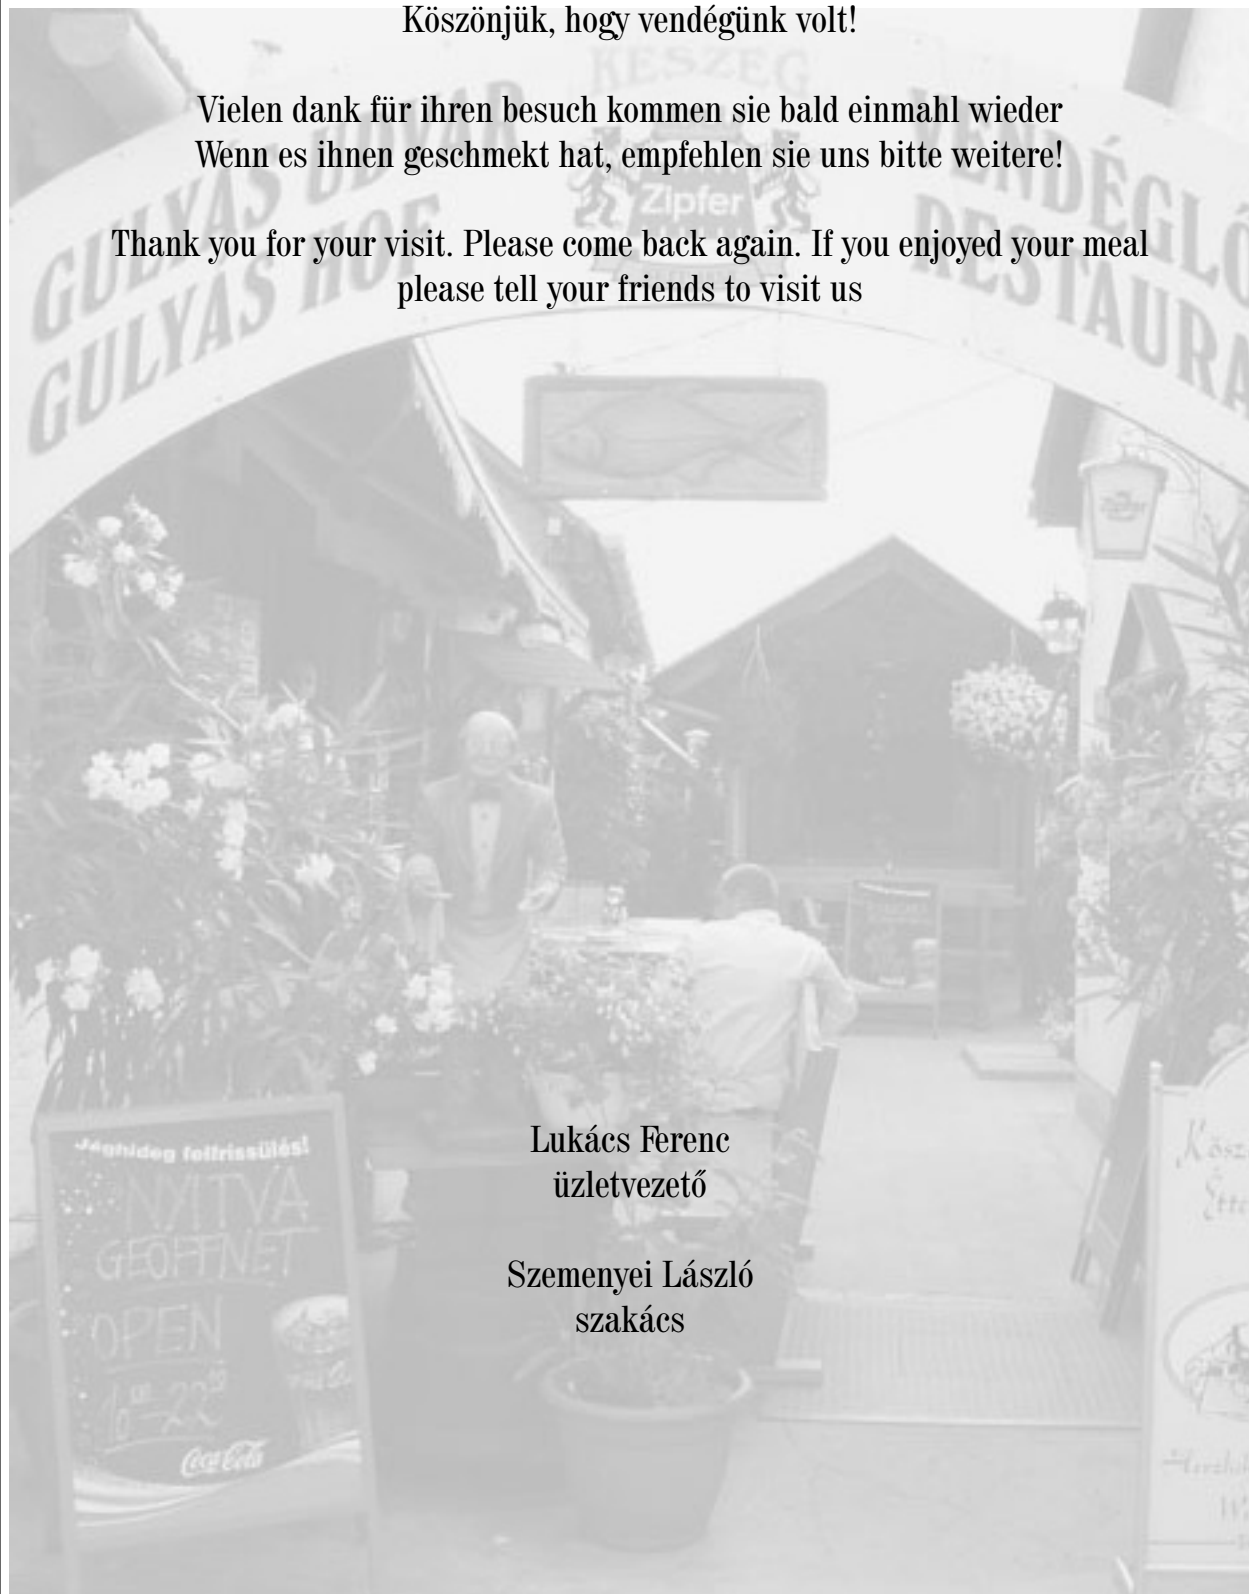 Köszönjük, hogy vendégünk volt!
KESZEG
Vielen dank für ihren besuch kommen sie bald einmahl wieder
Wenn es ihnen geschmekt hat, empfehlen sie uns bitte weitere!
GULYÁS UDVAR
GULYÁS HOF
Zipfer
VENDÉGLŐ
RESTAURA
Thank you for your visit. Please come back again. If you enjoyed your meal
please tell your friends to visit us
Zipfer
Jéghideg felfrissülés!
NYITVA
GEÖFFNET
OPEN
Coca-Cola
Lukács Ferenc
üzletvezető
Szemenyei László
szakács
Kösz
Étte